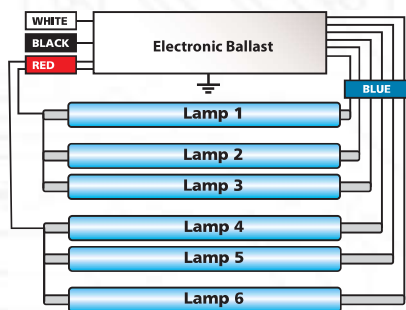 WHITE
BLACK
RED
Electronic Ballast
BLUE
Lamp 1
Lamp 2
Lamp 3
Lamp 4
Lamp 5
Lamp 6